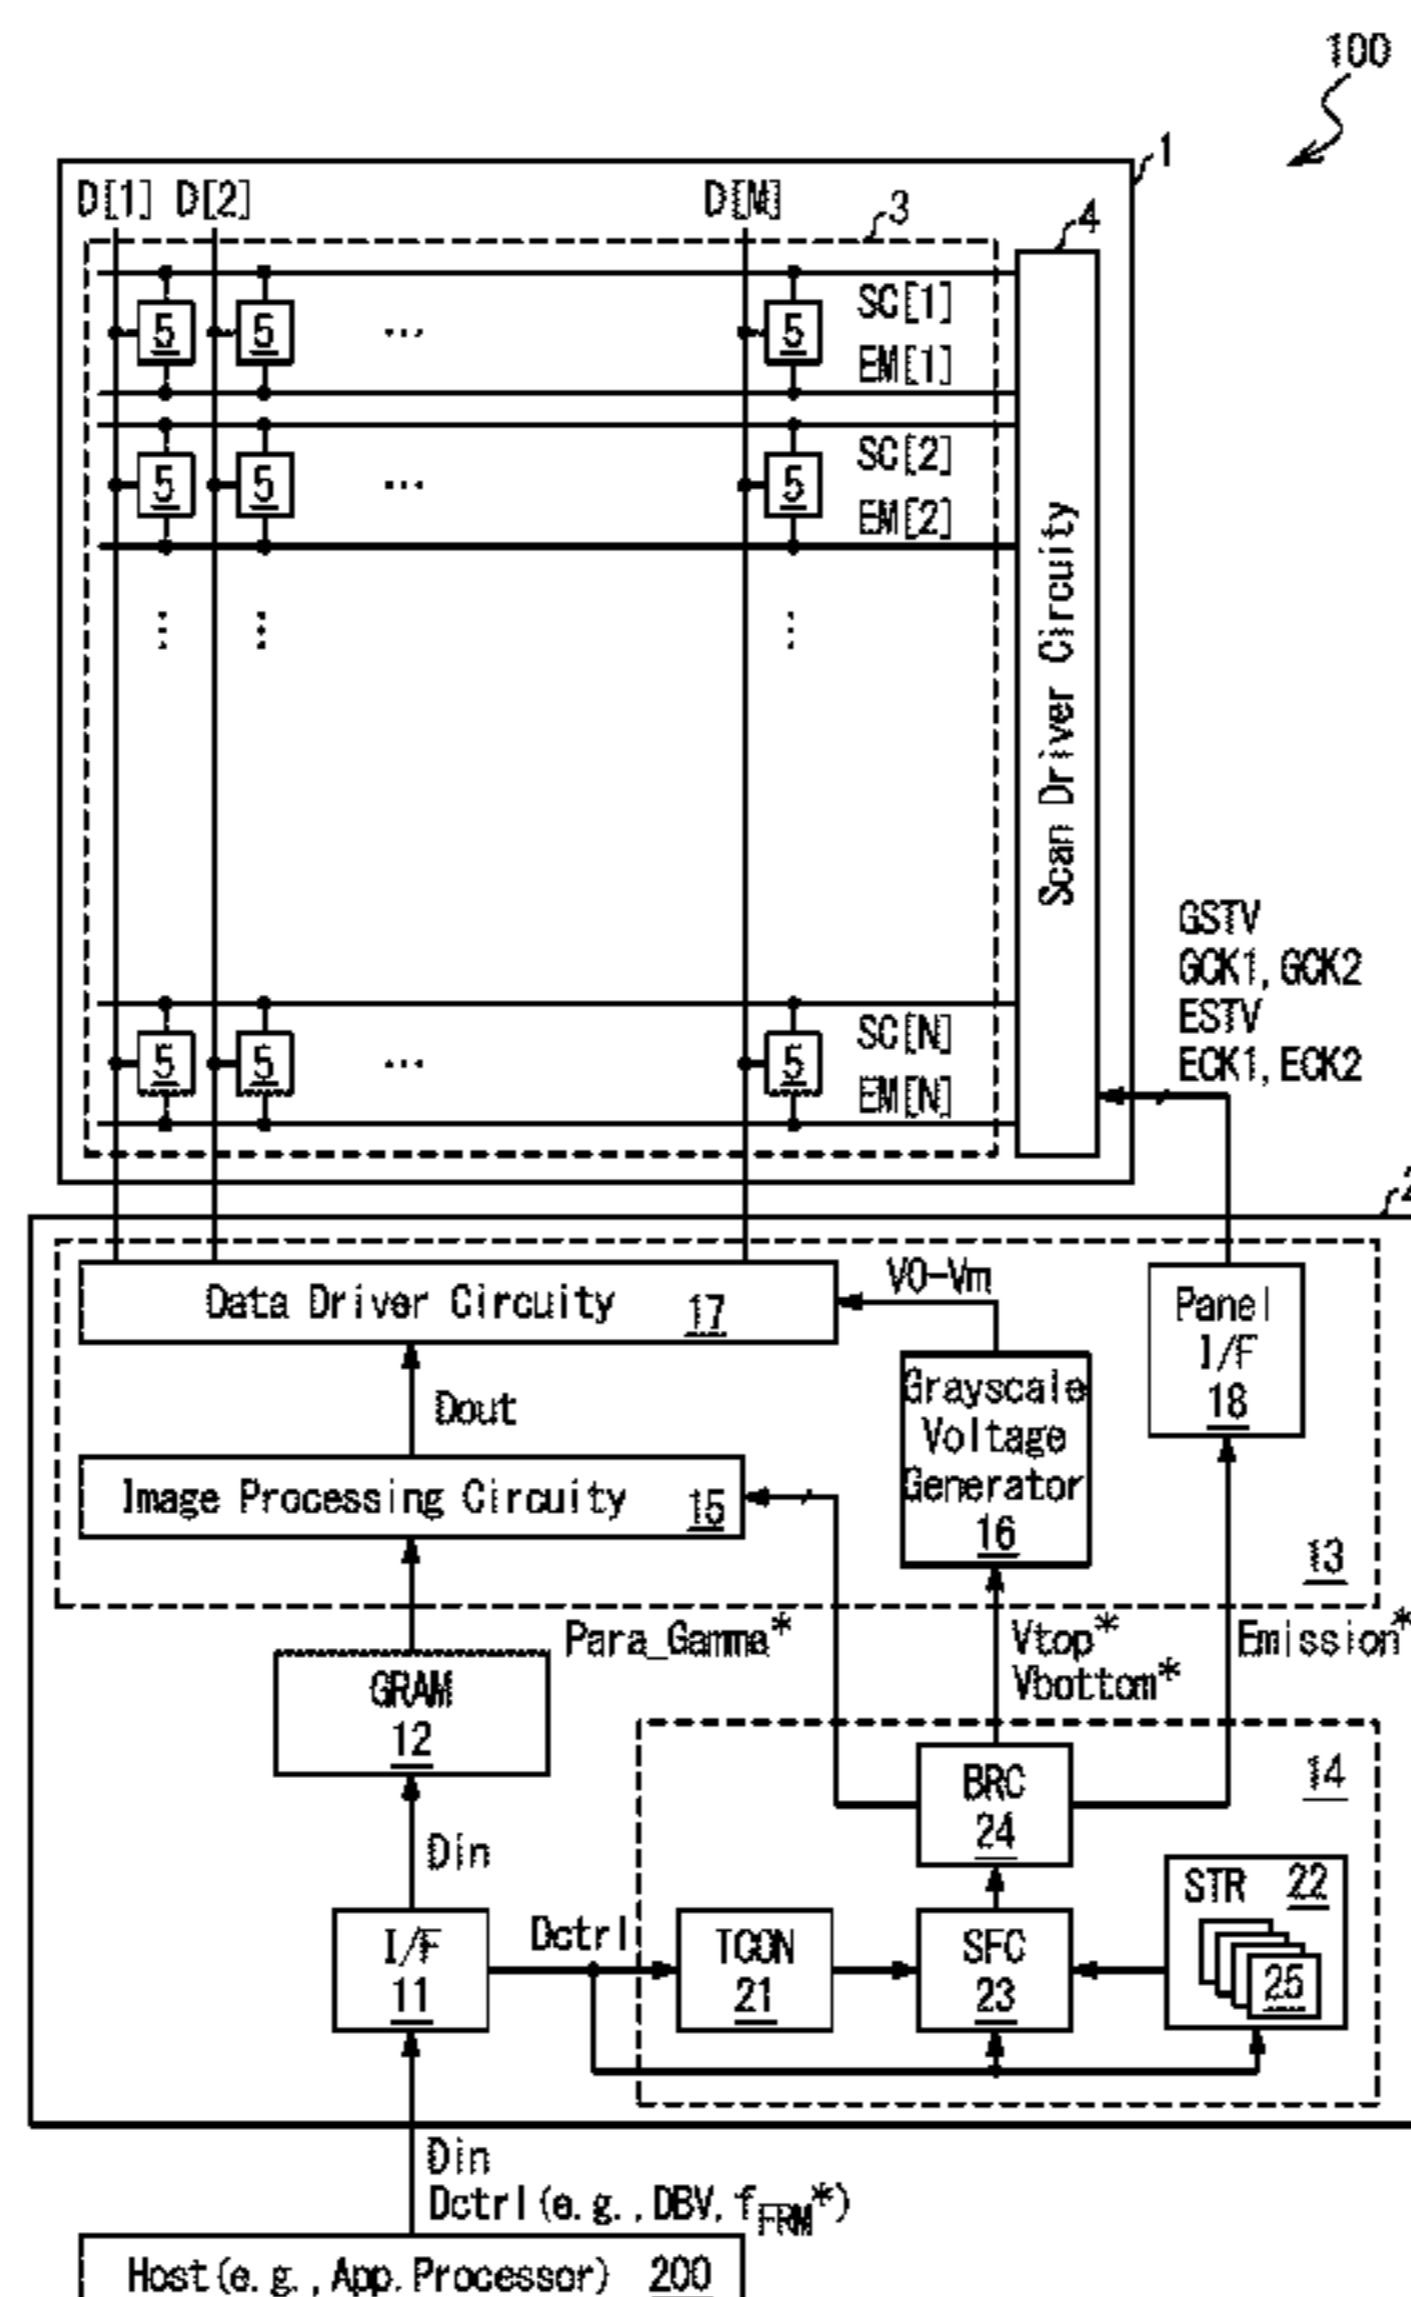 100
1
D[1] D[2] D[M]
3
4
5 5 ... 5 SC[1]
EM[1]
5 5 ... 5 SC[2]
EM[2]
Scan Driver Circuity
GSTV
GCK1, GCK2
ESTV
ECK1, ECK2
5 5 ... 5 SC[N]
EM[N]
2
Data Driver Circuity 17
V0-Vm
Panel
I/F
18
Grayscale
Voltage
Generator
16
Dout
Image Processing Circuity 15
13
Para_Gamma*
Vtop*
Vbottom*
Emission*
GRAM
12
14
BRC
24
Din
STR 22
25
I/F
11
Dctrl
TCON
21
SFC
23
Din
Dctrl(e.g.,DBV,fFRM*)
Host(e.g.,App.Processor) 200